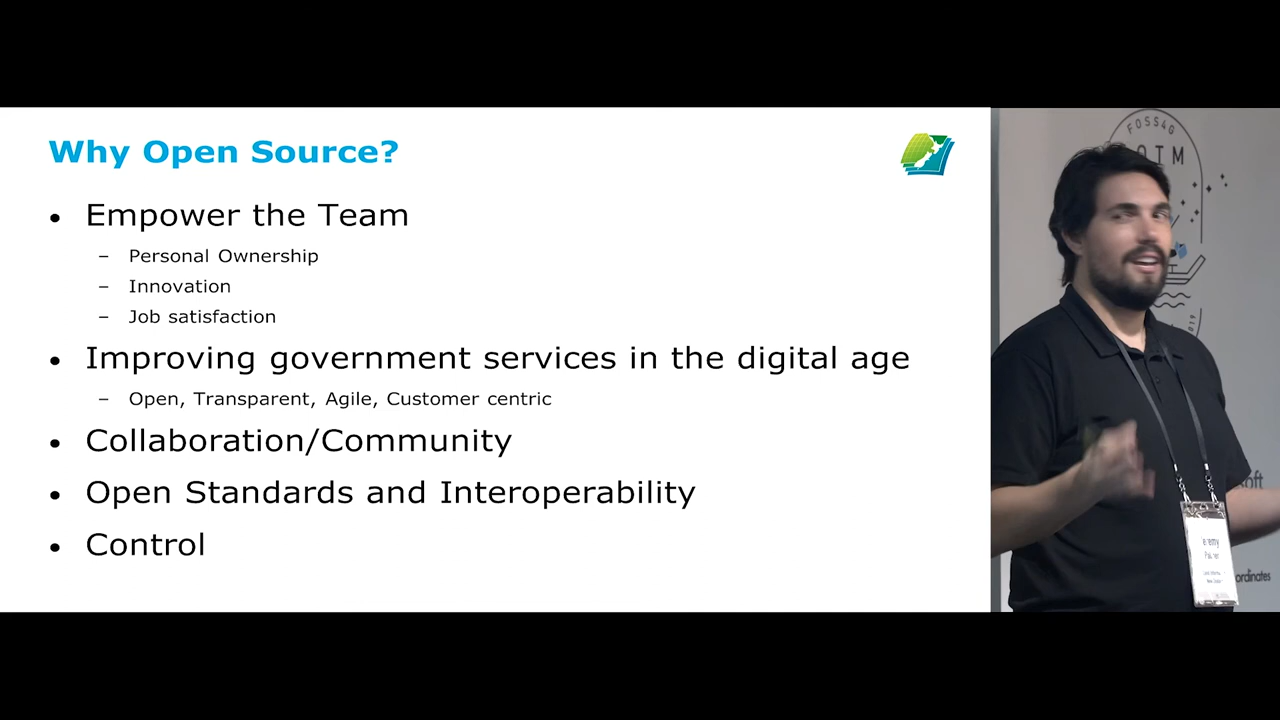 Why Open Source?
• Empower the Team
– Personal Ownership
– Innovation
– Job satisfaction
• Improving government services in the digital age
– Open, Transparent, Agile, Customer centric
• Collaboration/Community
• Open Standards and Interoperability
• Control
FOSS4G